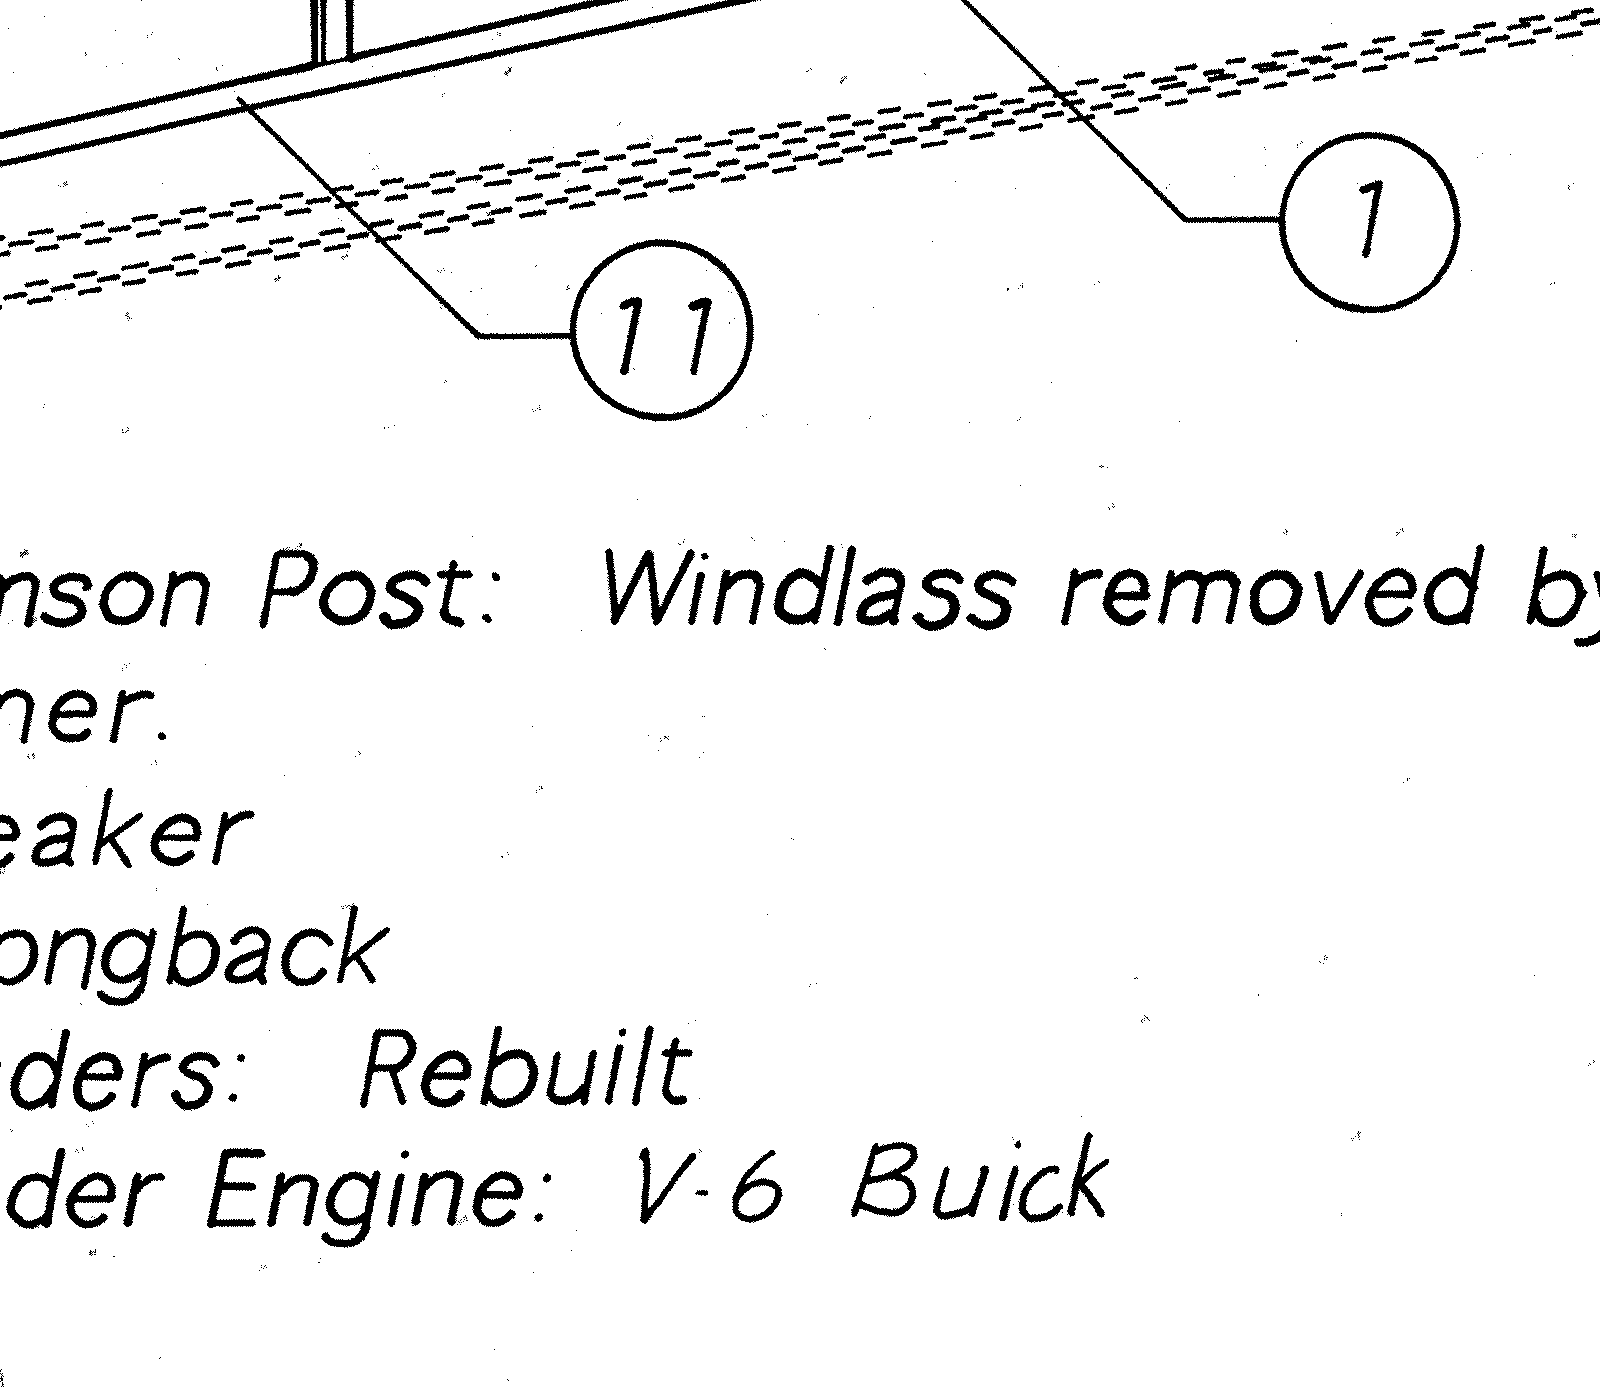 1
11
nson Post: Windlass removed by
ner.
eaker
ongback
ders: Rebuilt
der Engine: V-6 Buick